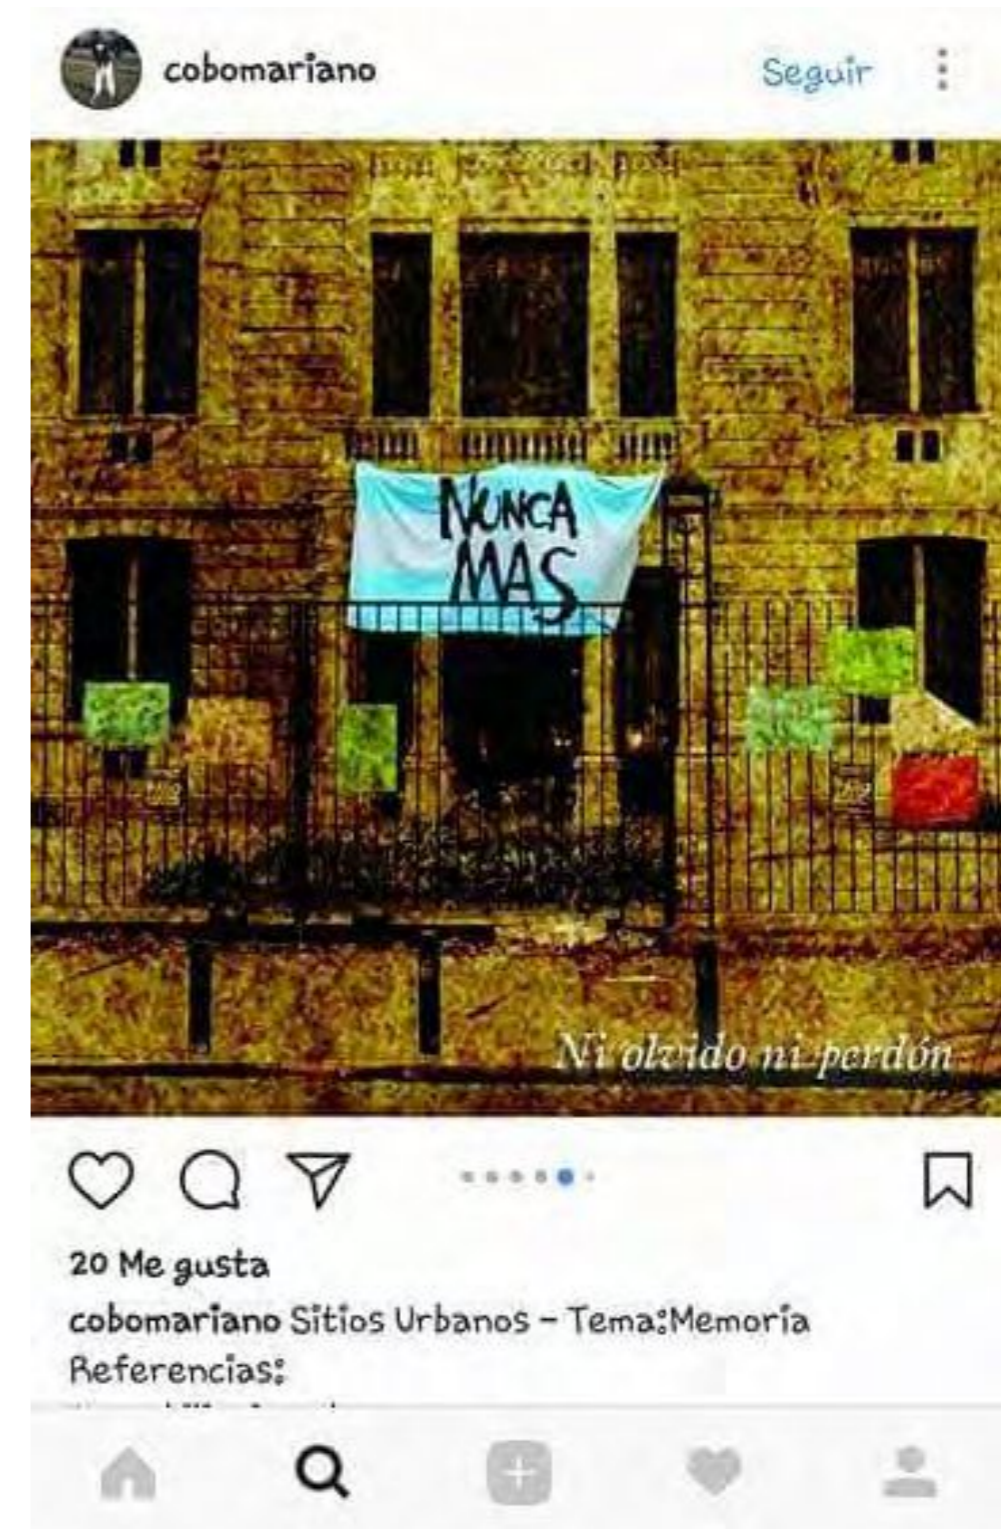 cobomariano
Seguir
NUNCA
MAS
Ni olvido ni perdón
20 Me gusta
cobomariano Sitios Urbanos - Tema:Memoria
Referencias: